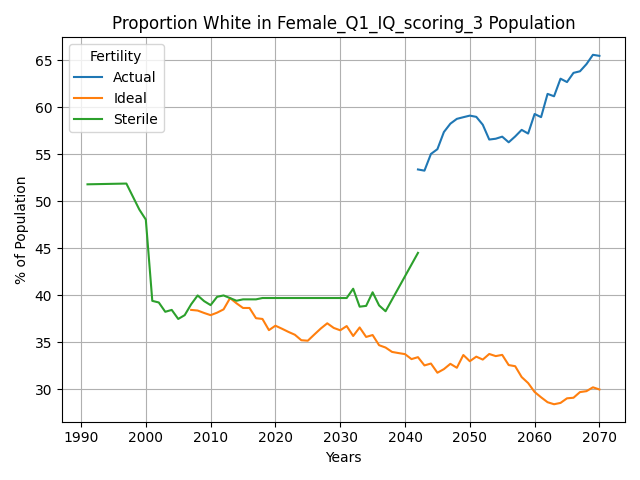 Proportion White in Female_Q1_IQ_scoring_3 Population
Fertility
Actual
Ideal
Sterile
% of Population
65
60
55
50
45
40
35
30
1990
2000
2010
2020
2030
2040
2050
2060
2070
Years